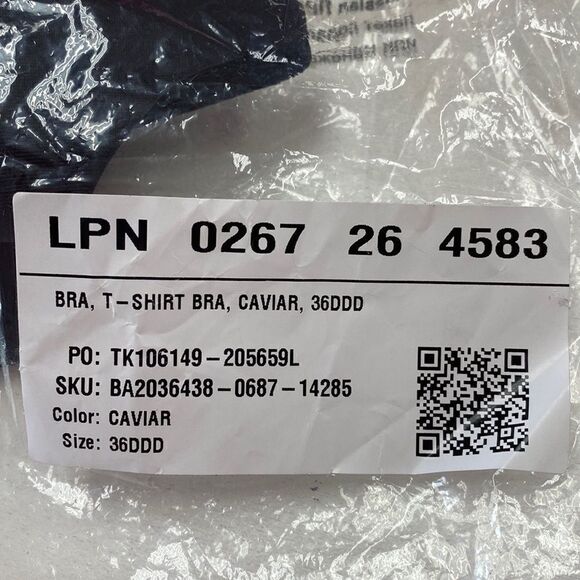 LPN 0267 26 4583
BRA, T-SHIRT BRA, CAVIAR, 36DDD
PO: TK106149-205659L
SKU: BA2036438-0687-14285
Color: CAVIAR
Size: 36DDD